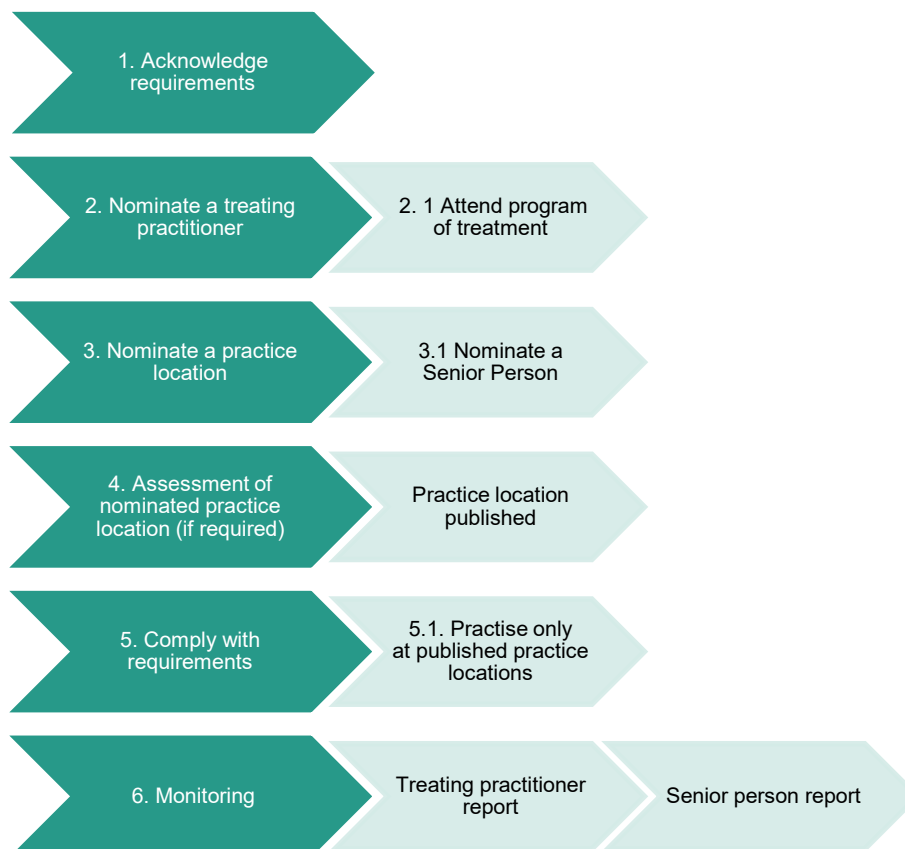 1. Acknowledge
requirements
2. Nominate a treating
practitioner
2. 1 Attend program
of treatment
3. Nominate a practice
location
3.1 Nominate a
Senior Person
4. Assessment of
nominated practice
location (if required)
Practice location
published
5. Comply with
requirements
5.1. Practise only
at published practice
locations
6. Monitoring
Treating practitioner
report
Senior person report